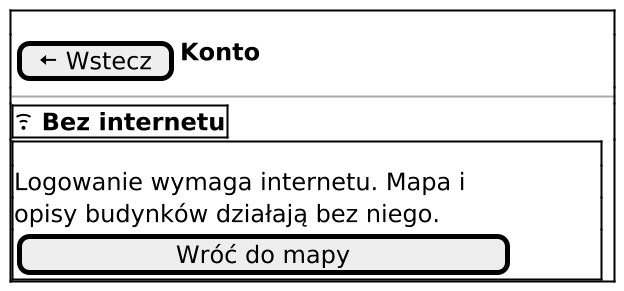 ← Wstecz Konto
Bez internetu
Logowanie wymaga internetu. Mapa i
opisy budynków działają bez niego.
Wróć do mapy